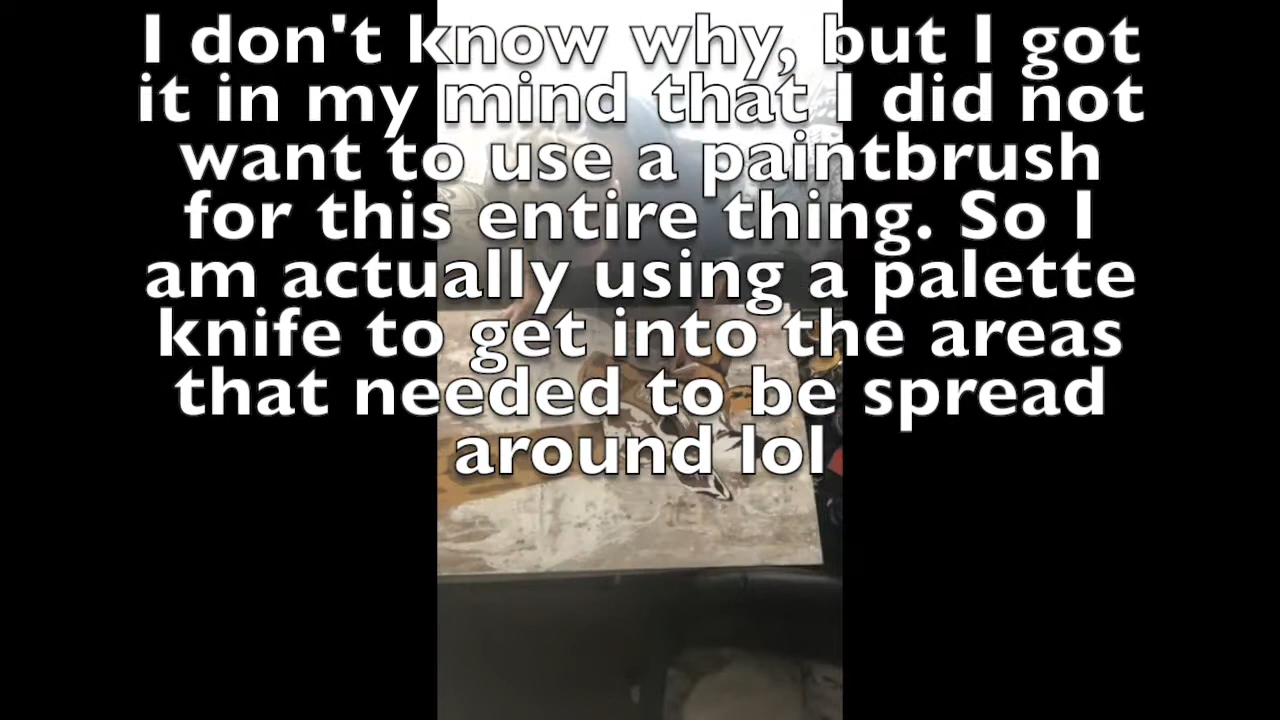 I don't know why, but I got
it in my mind that I did not
want to use a paintbrush
for this entire thing. So I
am actually using a palette
knife to get into the areas
that needed to be spread
around lol